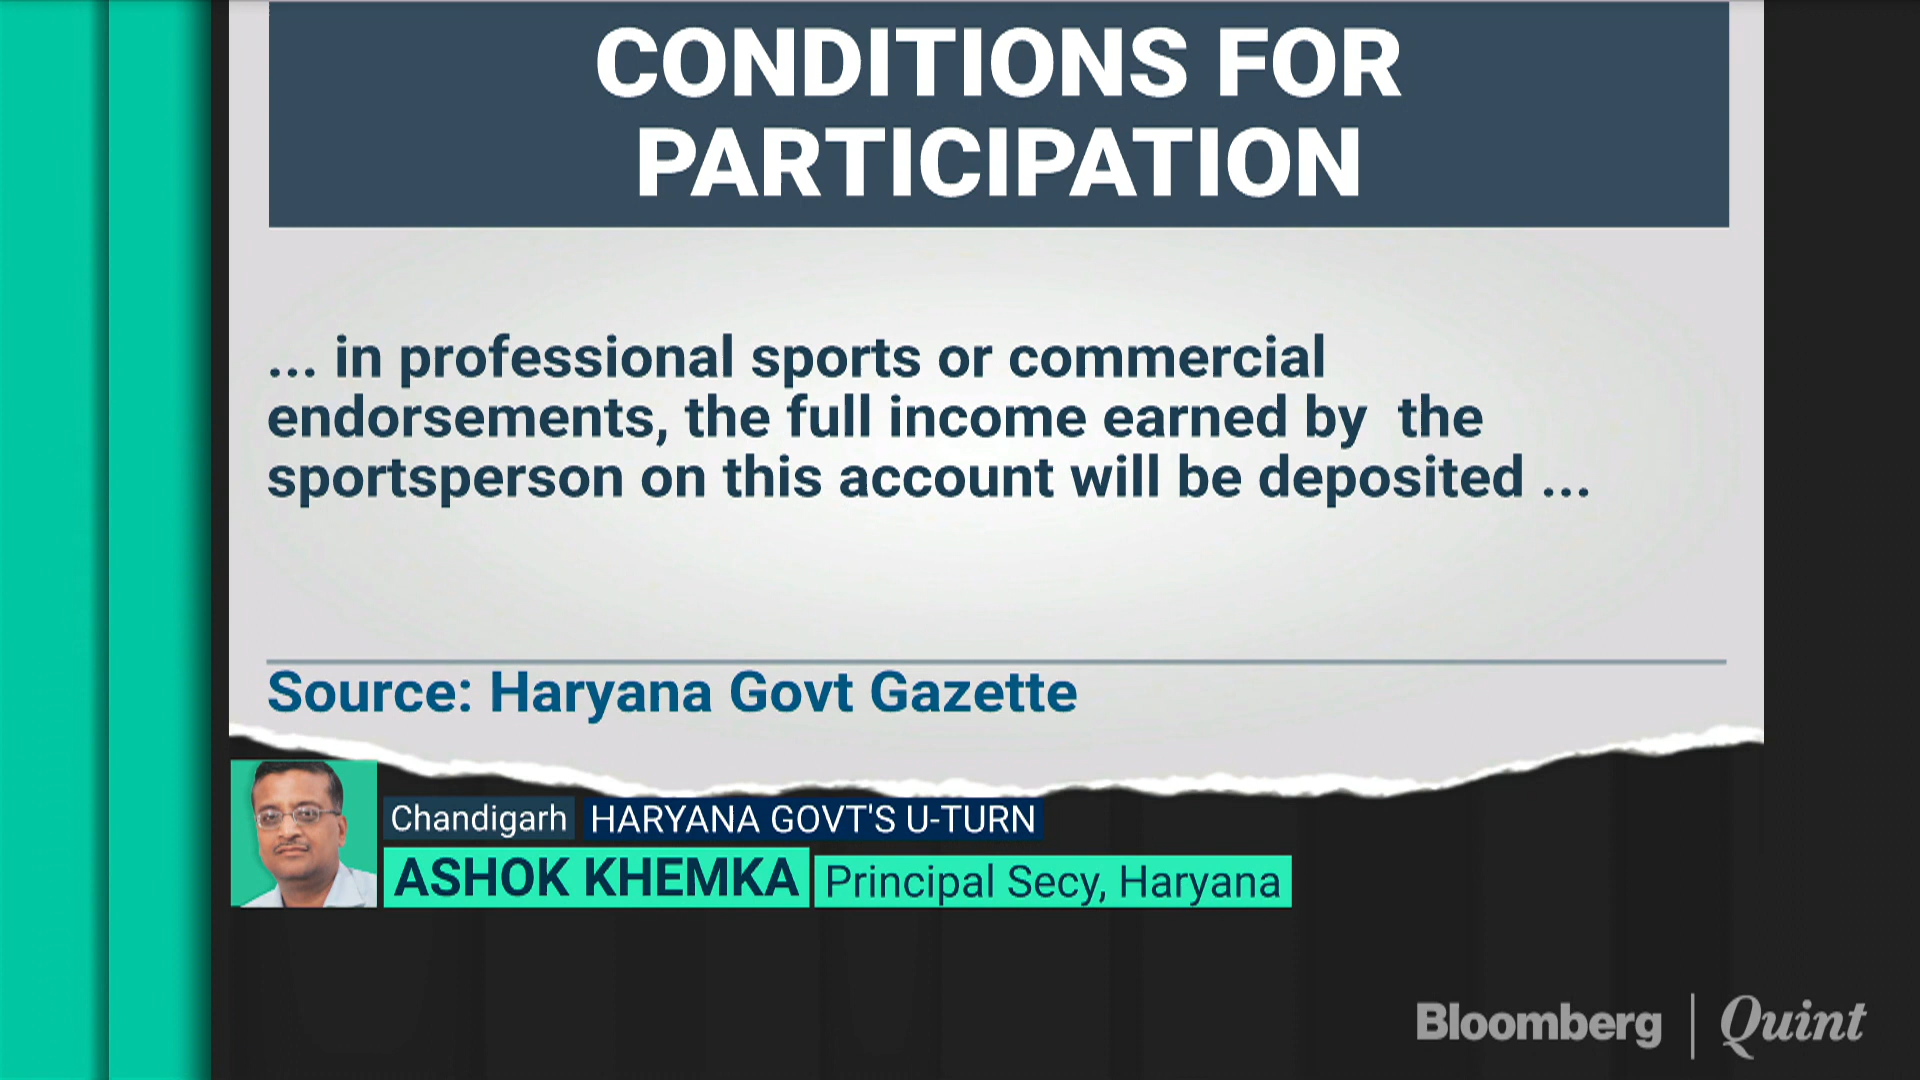 CONDITIONS FOR
PARTICIPATION
... in professional sports or commercial
endorsements, the full income earned by the
sportsperson on this account will be deposited ...
Source: Haryana Govt Gazette
Chandigarh HARYANA GOVT'S U-TURN
ASHOK KHEMKA Principal Secy, Haryana
Bloomberg | Quint